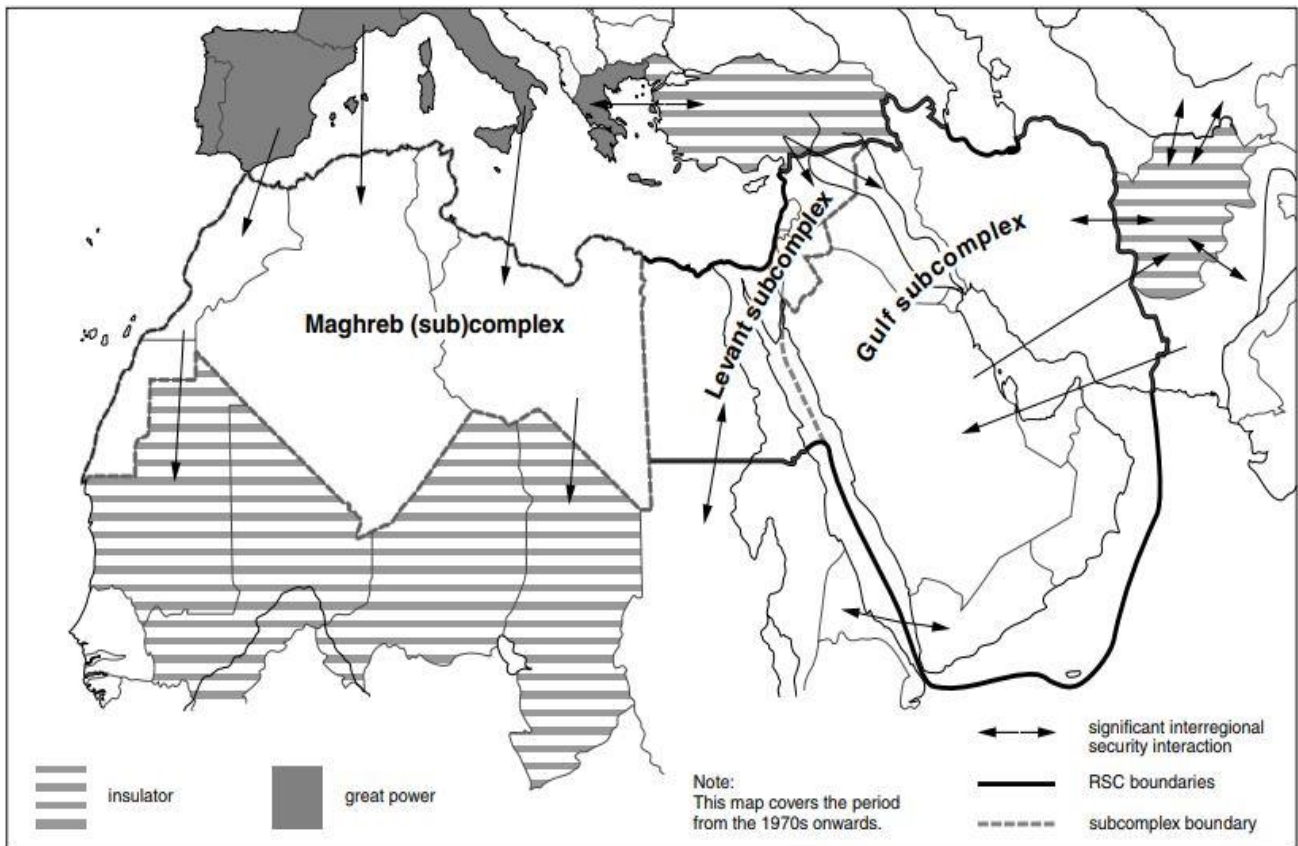 Maghreb (sub)complex
Levant subcomplex
Gulf subcomplex
insulator
great power
Note:
This map covers the period
from the 1970s onwards.
significant interregional
security interaction
RSC boundaries
subcomplex boundary